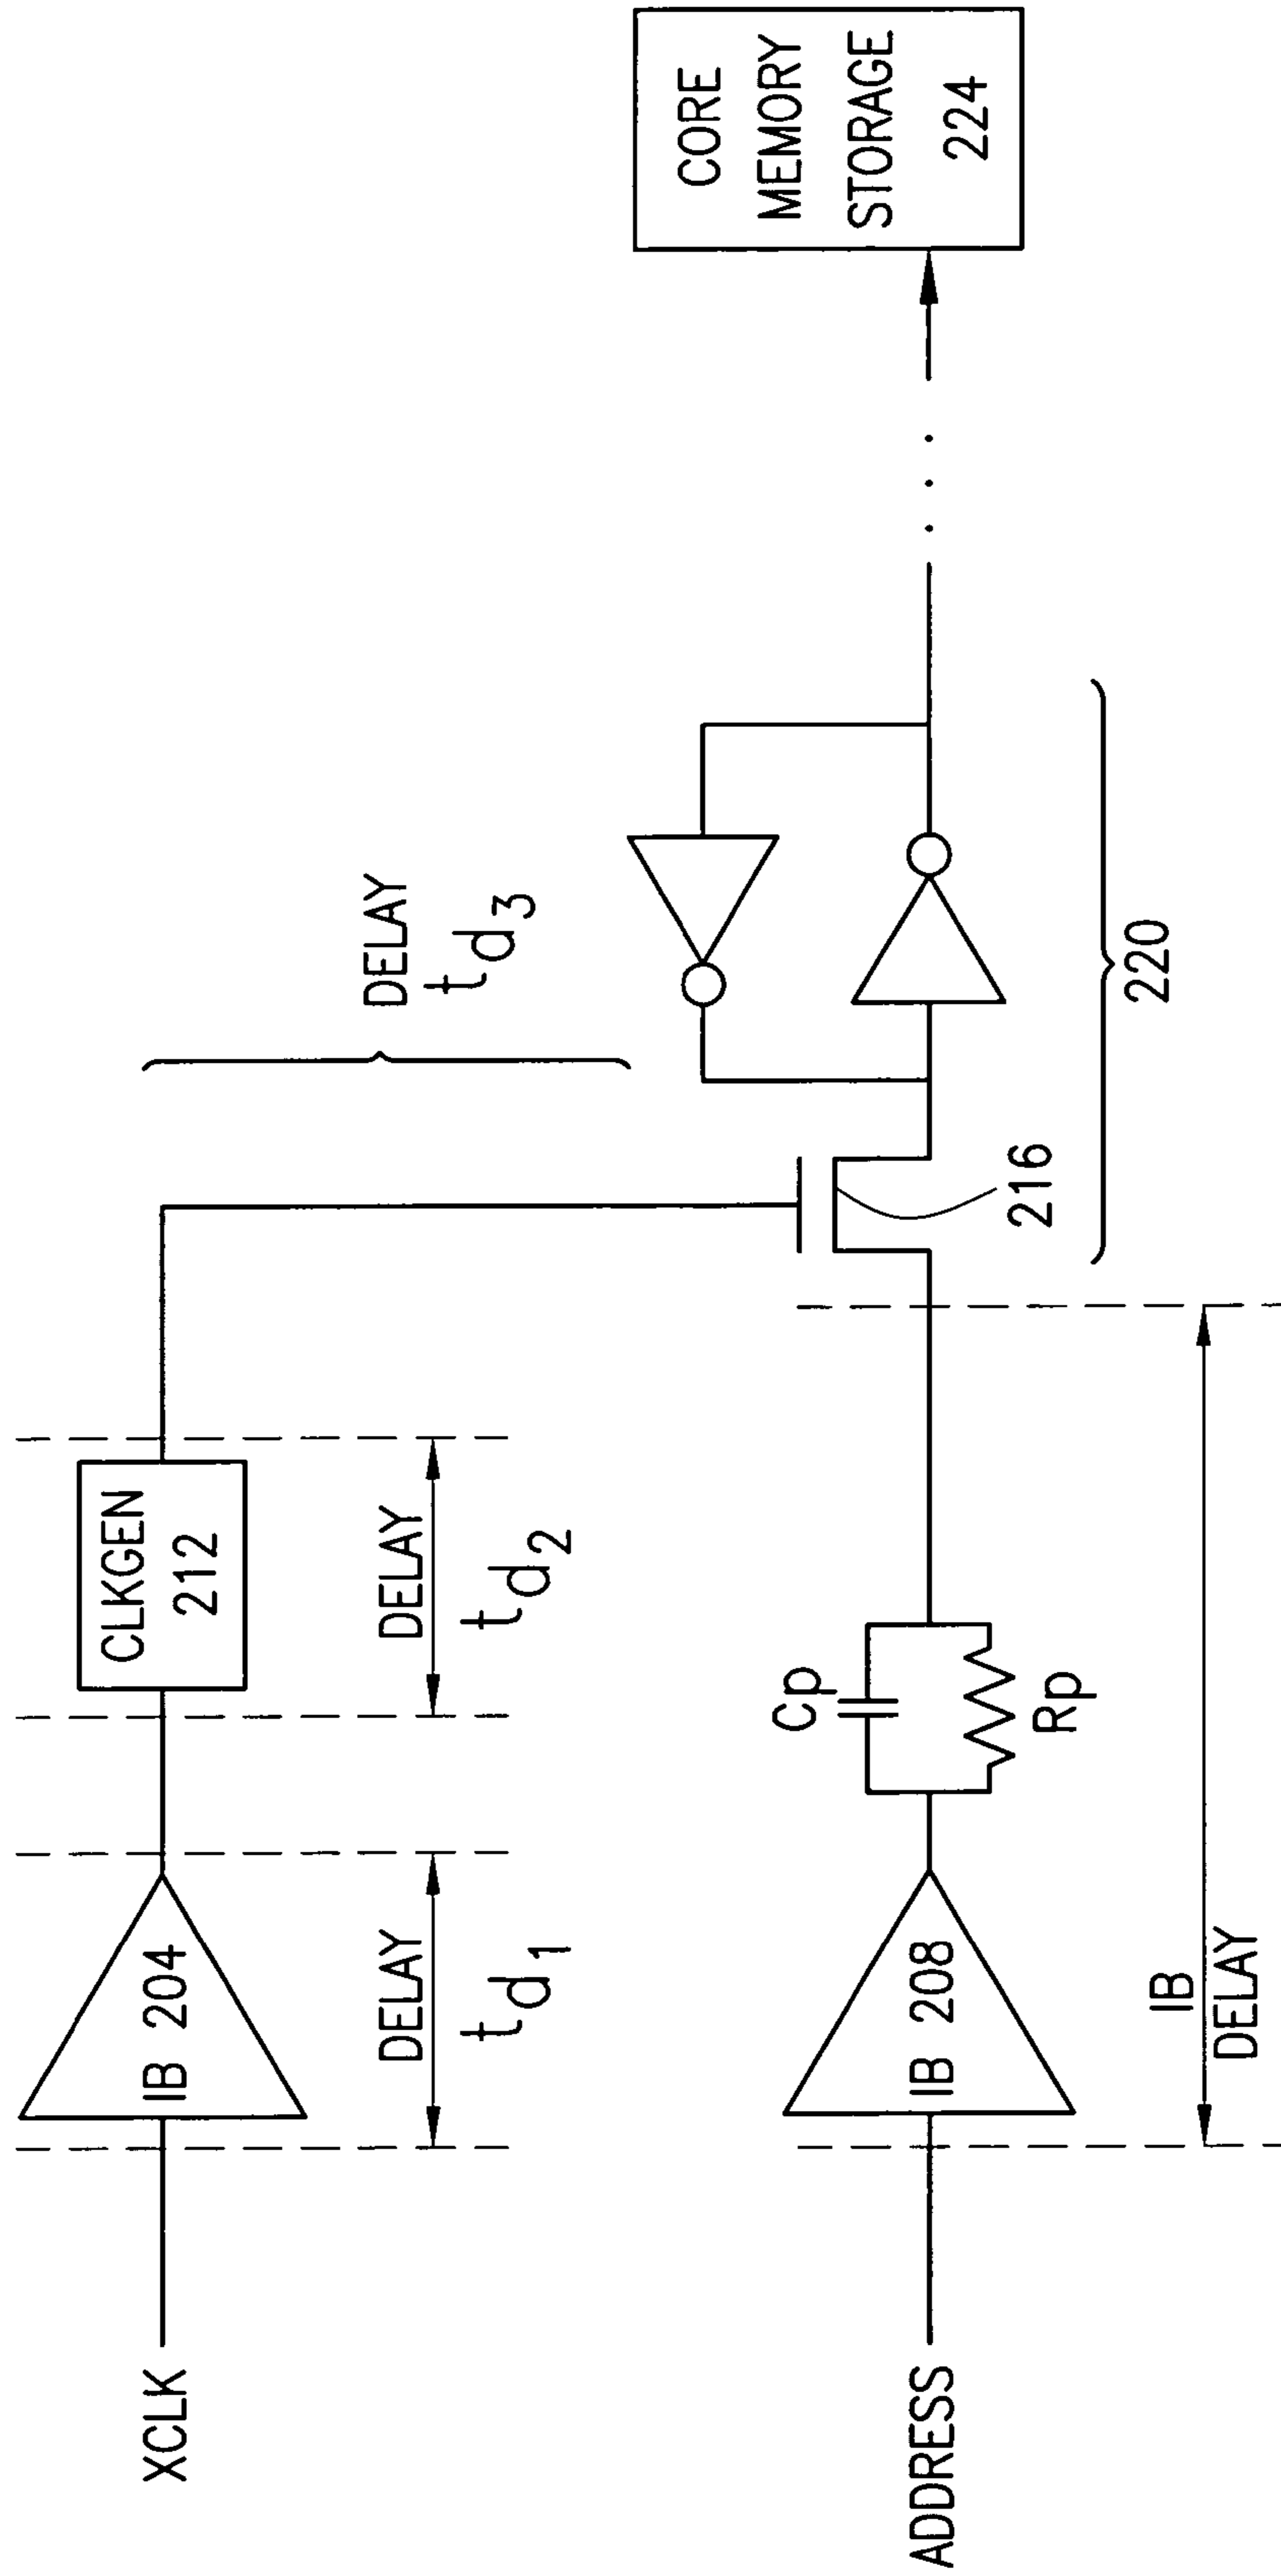 XCLK
IB 204
DELAY
td1
CLKGEN
212
DELAY
td2
DELAY
td3
ADDRESS
IB 208
Cp
Rp
IB
DELAY
216
220
CORE
MEMORY
STORAGE
224